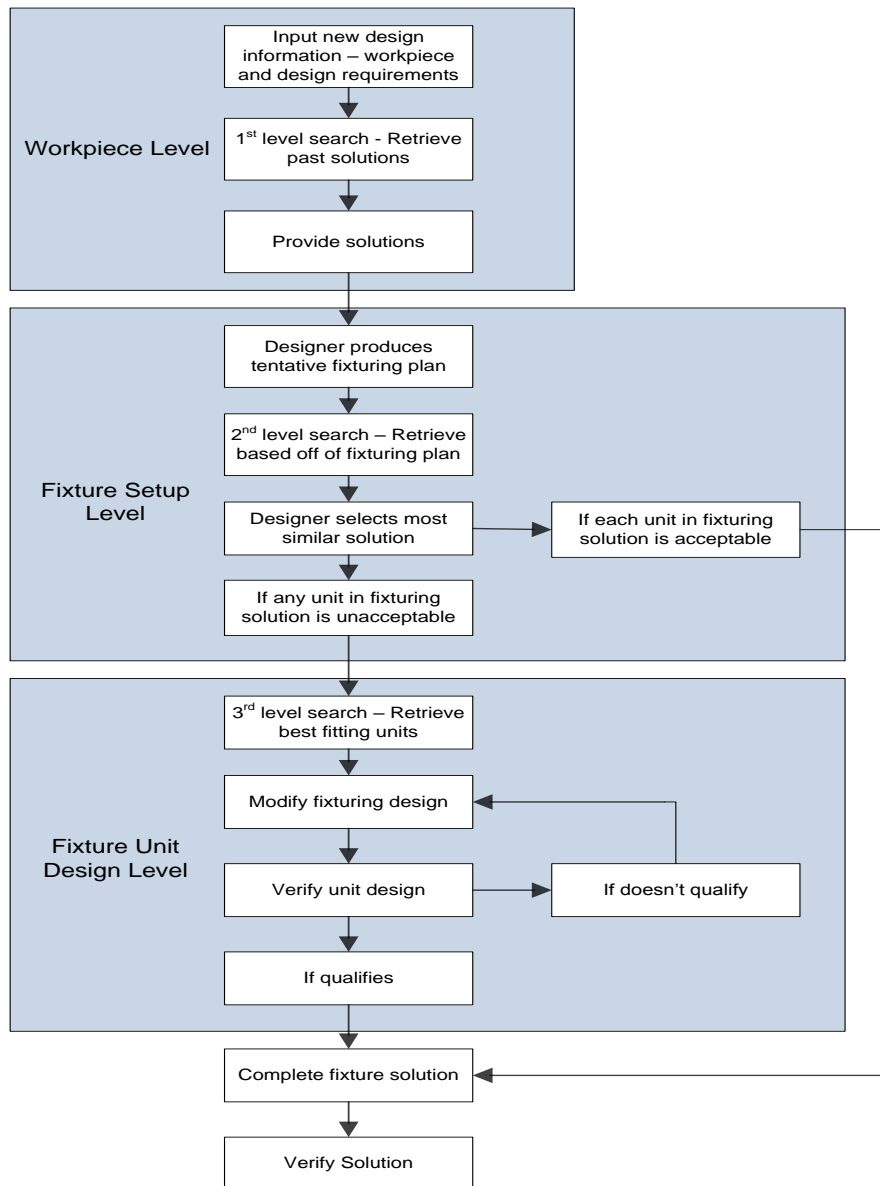 Input new design
information – workpiece
and design requirements
Workpiece Level
1st level search - Retrieve
past solutions
Provide solutions
Designer produces
tentative fixturing plan
2nd level search – Retrieve
based off of fixturing plan
Fixture Setup
Level
Designer selects most
similar solution
If each unit in fixturing
solution is acceptable
If any unit in fixturing
solution is unacceptable
3rd level search – Retrieve
best fitting units
Modify fixturing design
Fixture Unit
Design Level
Verify unit design
If doesn’t qualify
If qualifies
Complete fixture solution
Verify Solution